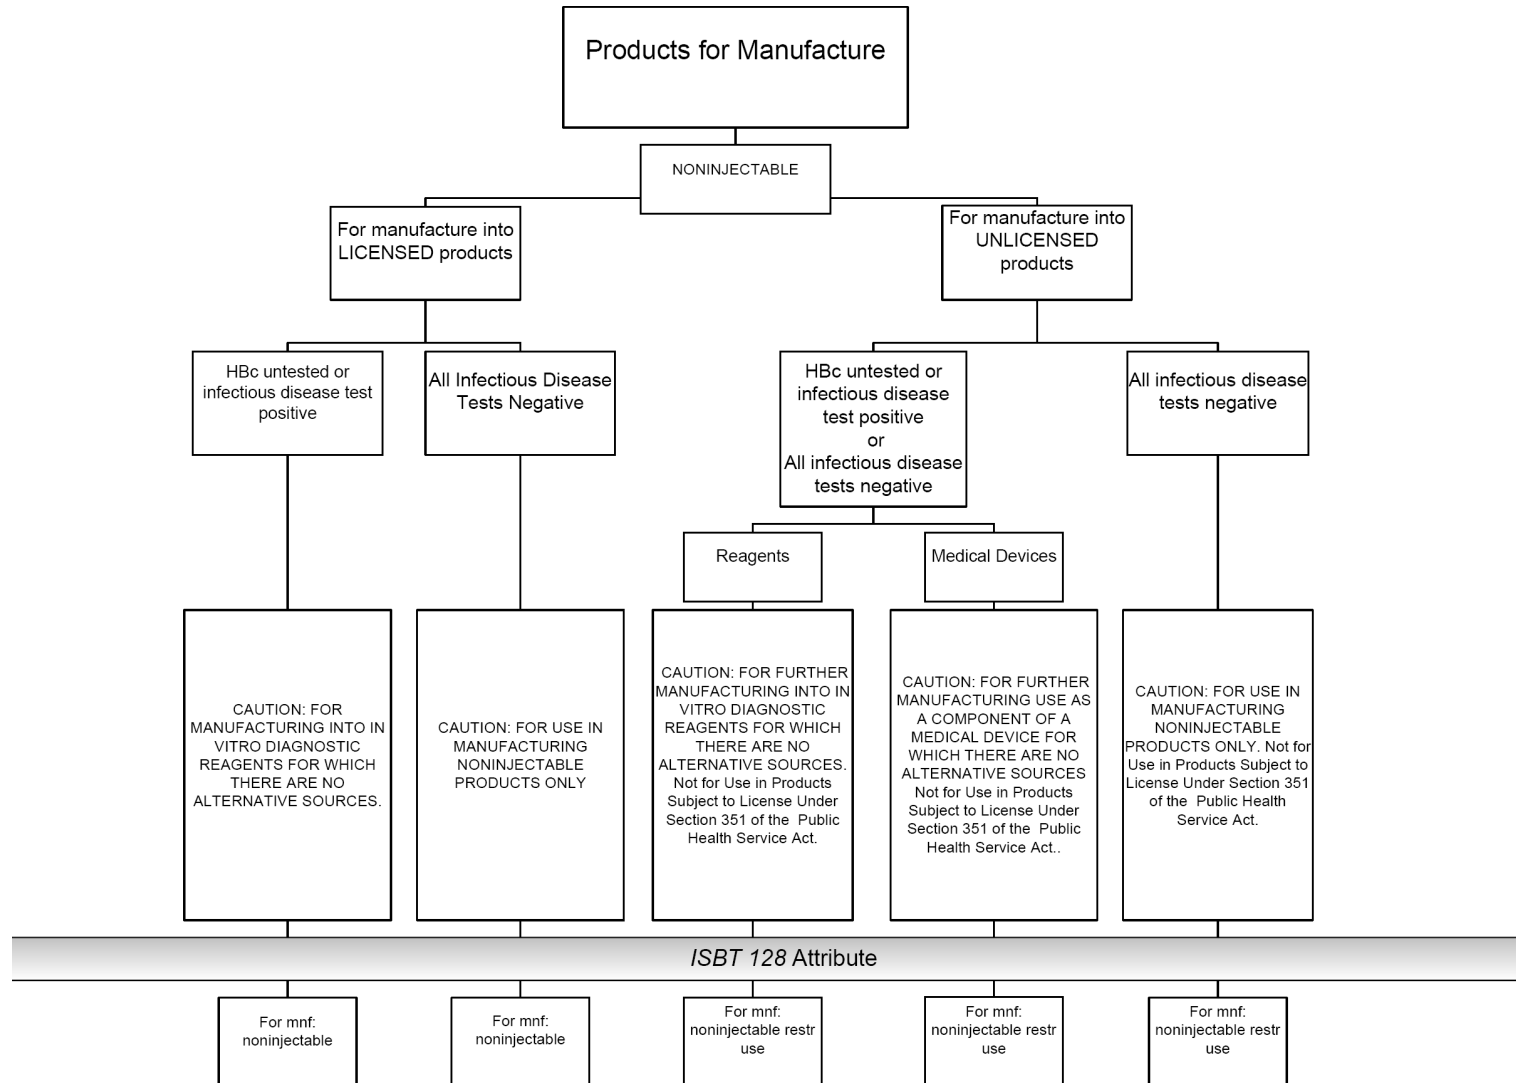 Products for Manufacture
NONINJECTABLE
For manufacture into
LICENSED products
For manufacture into
UNLICENSED
products
HBc untested or
infectious disease test
positive
All Infectious Disease
Tests Negative
HBc untested or
infectious disease
test positive
or
All infectious disease
tests negative
All infectious disease
tests negative
Reagents
Medical Devices
CAUTION: FOR
MANUFACTURING INTO IN
VITRO DIAGNOSTIC
REAGENTS FOR WHICH
THERE ARE NO
ALTERNATIVE SOURCES.
CAUTION: FOR USE IN
MANUFACTURING
NONINJECTABLE
PRODUCTS ONLY
CAUTION: FOR FURTHER
MANUFACTURING INTO IN
VITRO DIAGNOSTIC
REAGENTS FOR WHICH
THERE ARE NO
ALTERNATIVE SOURCES.
Not for Use in Products
Subject to License Under
Section 351 of the  Public
Health Service Act.
CAUTION: FOR FURTHER
MANUFACTURING USE AS
A COMPONENT OF A
MEDICAL DEVICE FOR
WHICH THERE ARE NO
ALTERNATIVE SOURCES
Not for Use in Products
Subject to License Under
Section 351 of the  Public
Health Service Act..
CAUTION: FOR USE IN
MANUFACTURING
NONINJECTABLE
PRODUCTS ONLY. Not for
Use in Products Subject to
License Under Section 351
of the  Public Health
Service Act.
ISBT 128 Attribute
For mnf:
noninjectable
For mnf:
noninjectable
For mnf:
noninjectable restr
use
For mnf:
noninjectable restr
use
For mnf:
noninjectable restr
use